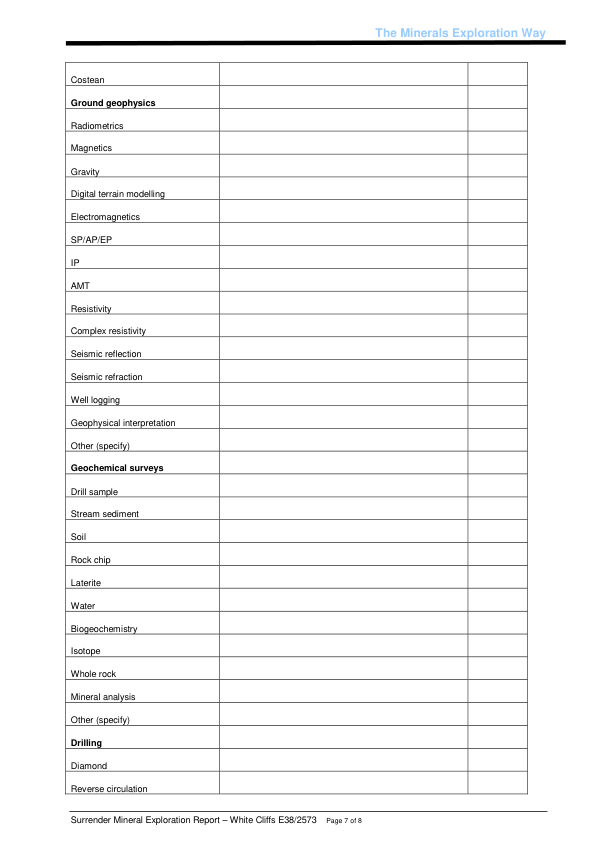 The Minerals Exploration Way
Costean
Ground geophysics
Radiometrics
Magnetics
Gravity
Digital terrain modelling
Electromagnetics
SP/AP/EP
IP
AMT
Resistivity
Complex resistivity
Seismic reflection
Seismic refraction
Well logging
Geophysical interpretation
Other (specify)
Geochemical surveys
Drill sample
Stream sediment
Soil
Rock chip
Laterite
Water
Biogeochemistry
Isotope
Whole rock
Mineral analysis
Other (specify)
Drilling
Diamond
Reverse circulation
Surrender Mineral Exploration Report – White Cliffs E38/2573 Page 7 of 8